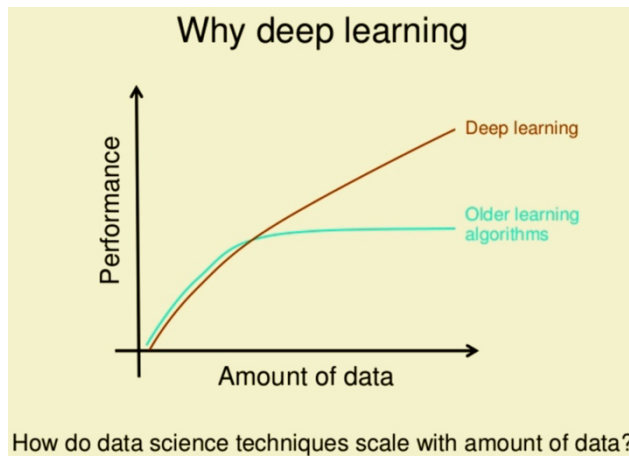 Why deep learning
Deep learning
Performance
Older learning
algorithms
Amount of data
How do data science techniques scale with amount of data?